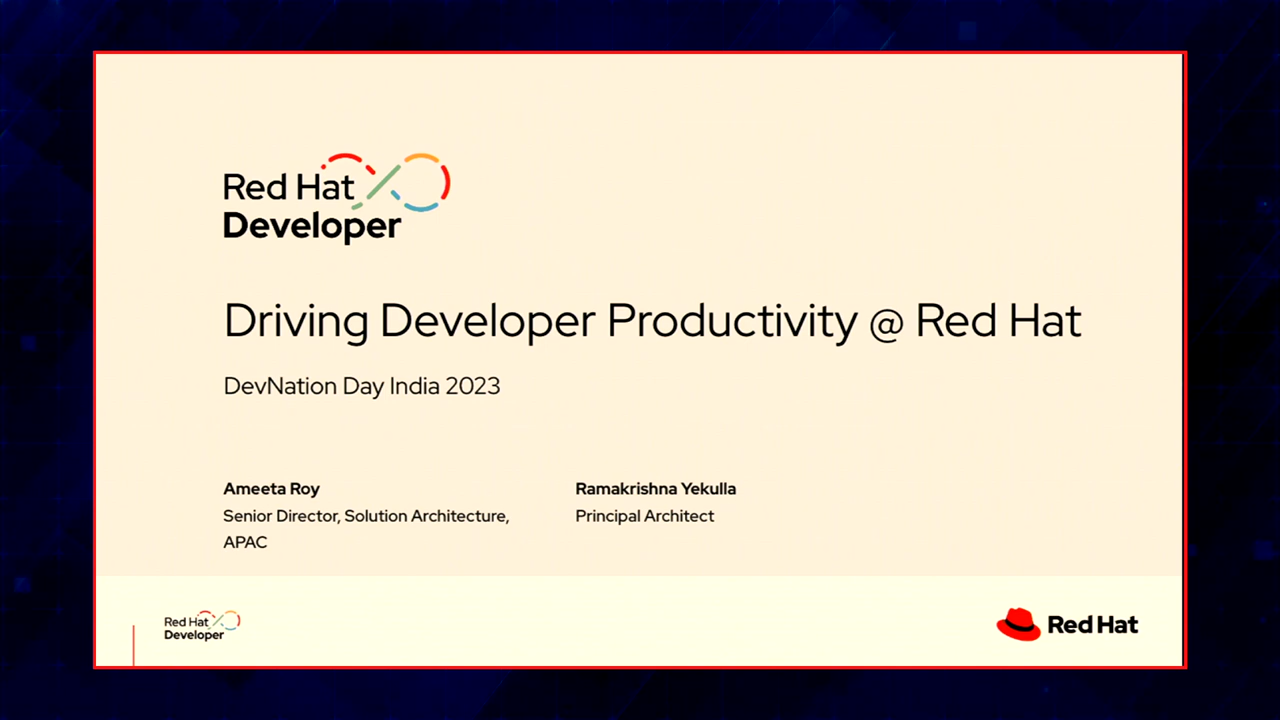 Red Hat
Developer
Driving Developer Productivity @ Red Hat
DevNation Day India 2023
Ameeta Roy
Senior Director, Solution Architecture,
APAC
Ramakrishna Yekulla
Principal Architect
Red Hat
Developer
Red Hat